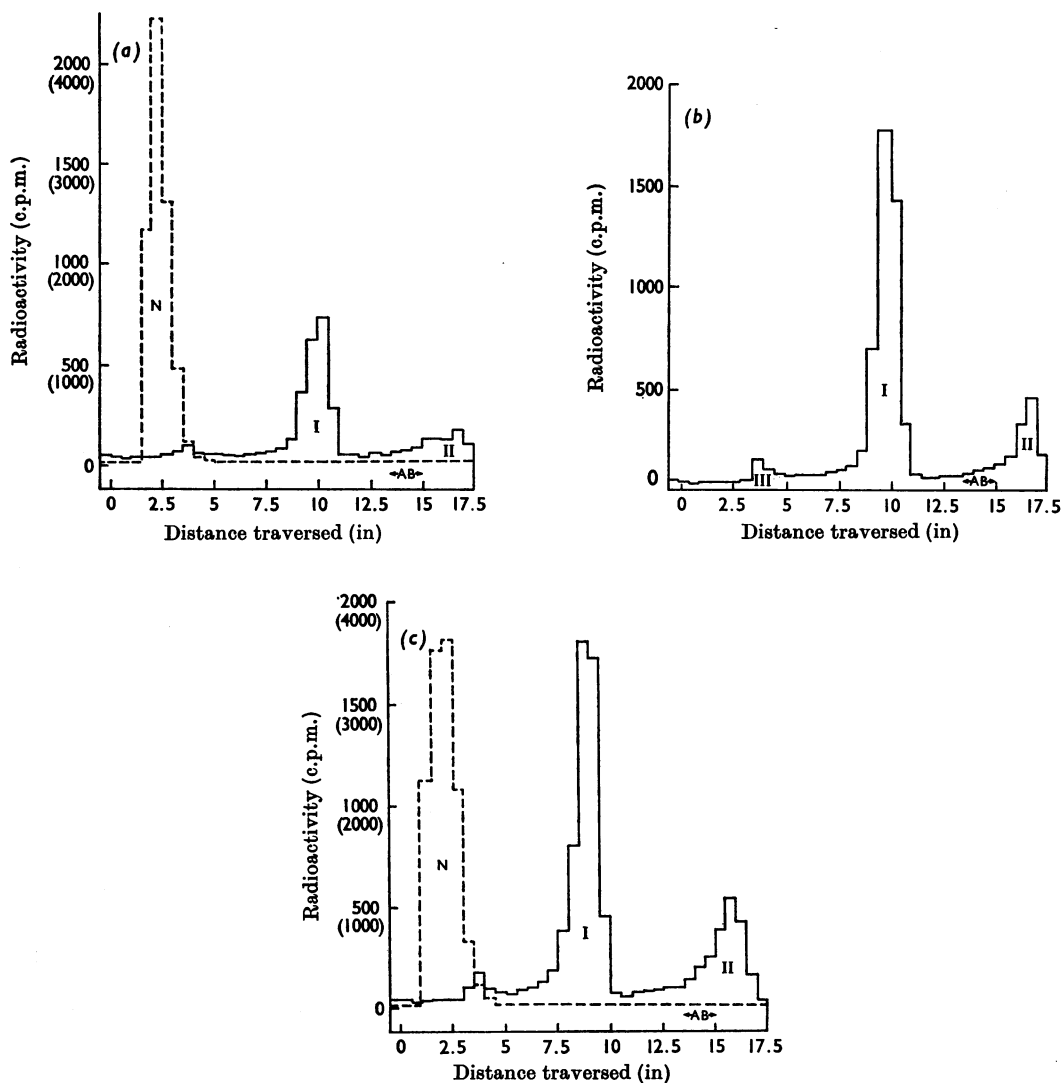 (a)
2000
(4000)
1500
(3000)
1000
(2000)
500
(1000)
0
Radioactivity (c.p.m.)
N
I
II
AB
0 2.5 5 7.5 10 12.5 15 17.5
Distance traversed (in)
(b)
2000
1500
1000
500
0
Radioactivity (c.p.m.)
III
I
II
AB
0 2.5 5 7.5 10 12.5 15 17.5
Distance traversed (in)
(c)
2000
(4000)
1500
(3000)
1000
(2000)
500
(1000)
0
Radioactivity (c.p.m.)
N
I
II
AB
0 2.5 5 7.5 10 12.5 15 17.5
Distance traversed (in)